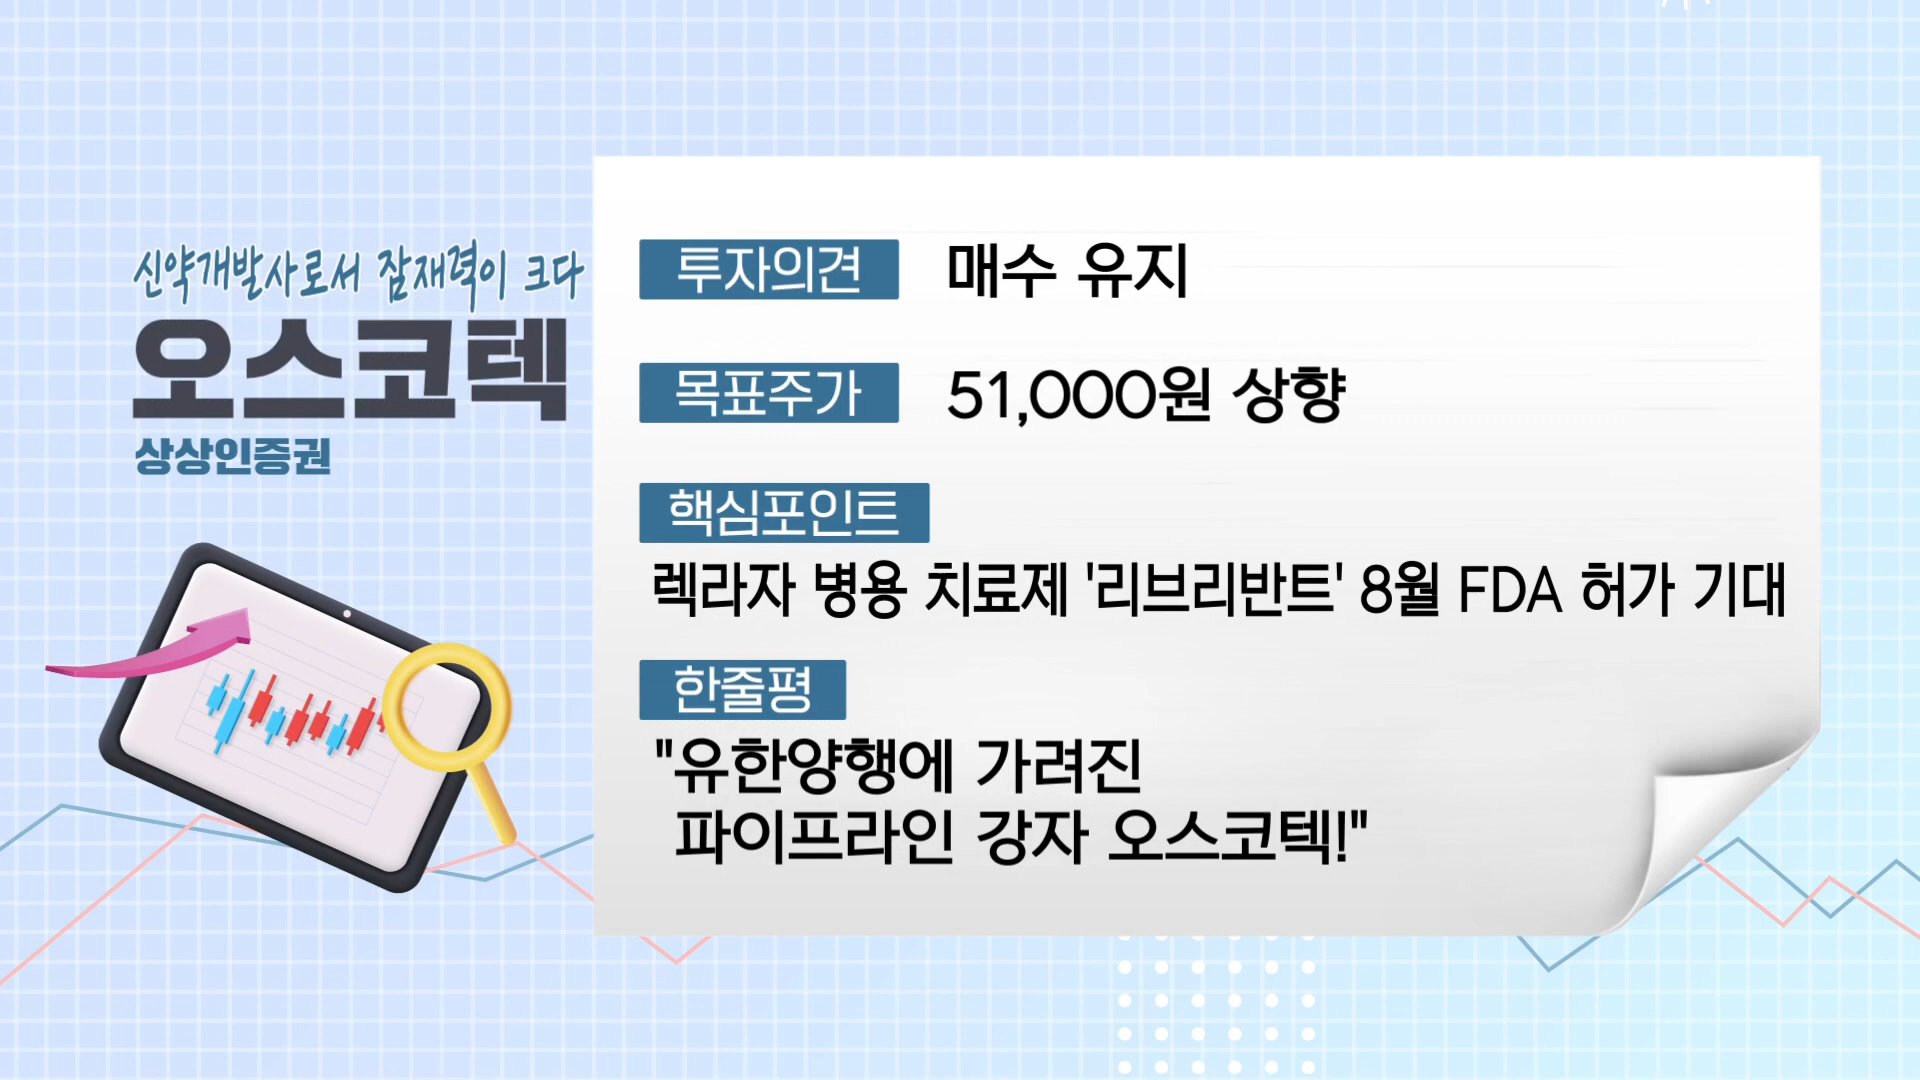 신약개발사로서 잠재력이 크다
오스코텍
상상인증권
투자의견 매수 유지
목표주가 51,000원 상향
핵심포인트
렉라자 병용 치료제 '리브리반트' 8월 FDA 허가 기대
한줄평
"유한양행에 가려진
파이프라인 강자 오스코텍!"